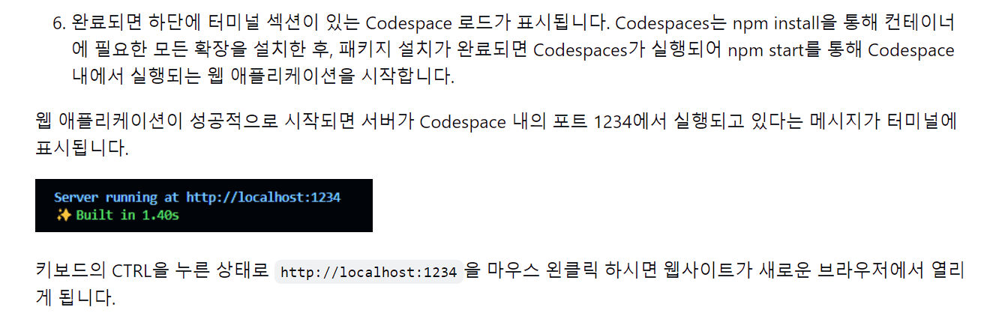 6. 완료되면 하단에 터미널 섹션이 있는 Codespace 로드가 표시됩니다. Codespaces는 npm install을 통해 컨테이너
에 필요한 모든 확장을 설치한 후, 패키지 설치가 완료되면 Codespaces가 실행되어 npm start를 통해 Codespace
내에서 실행되는 웹 애플리케이션을 시작합니다.
웹 애플리케이션이 성공적으로 시작되면 서버가 Codespace 내의 포트 1234에서 실행되고 있다는 메시지가 터미널에
표시됩니다.
Server running at http://localhost:1234
✨ Built in 1.40s
키보드의 CTRL을 누른 상태로 http://localhost:1234 을 마우스 왼클릭 하시면 웹사이트가 새로운 브라우저에서 열리
게 됩니다.